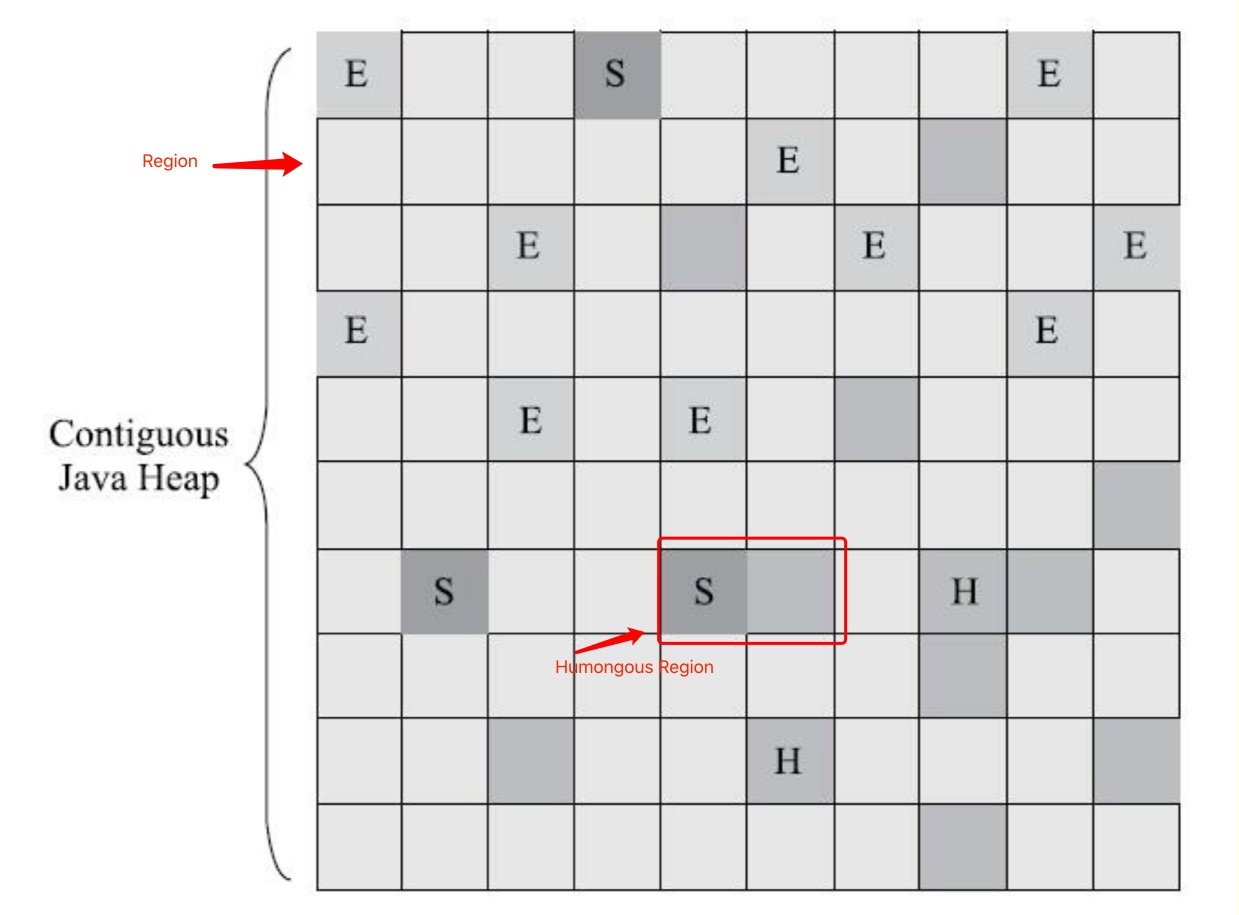 E S E
Region
E
E E E
E E
E E
Contiguous
Java Heap
S S H
Humongous Region
H